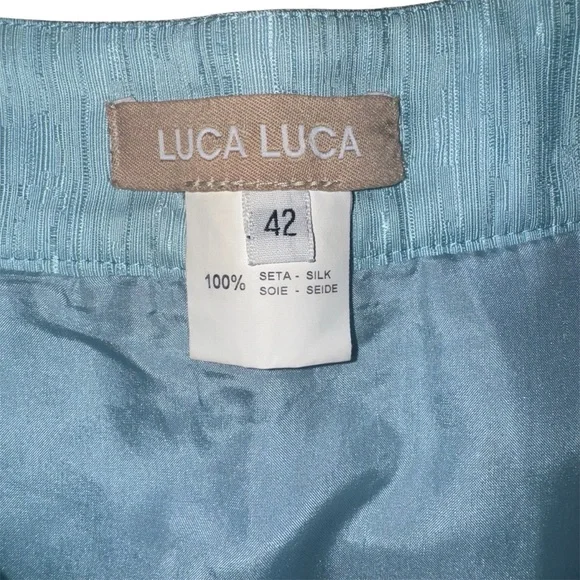 LUCA LUCA
42
100% SETA - SILK
SOIE - SEIDE